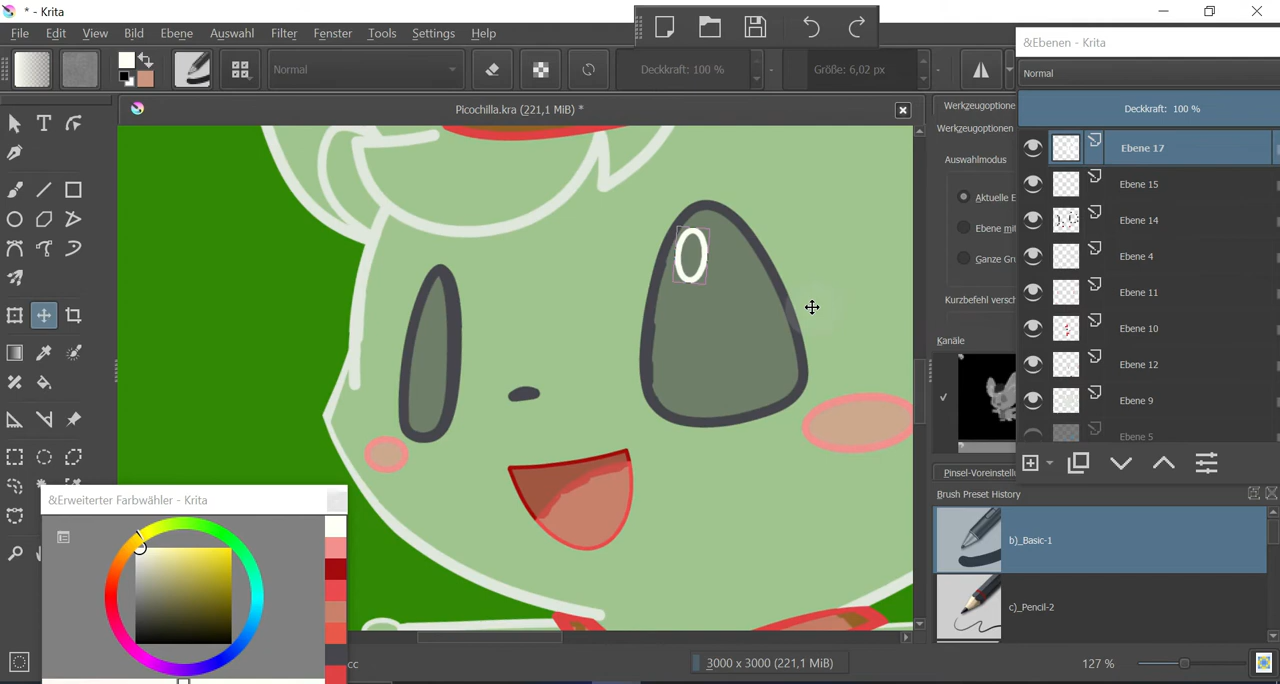 * - Krita
File Edit View Bild Ebene Auswahl Filter Fenster Tools Settings Help
Normal
Deckkraft: 100 %
Größe: 6,02 px
Picochilla.kra (221,1 MiB) *
Werkzeugoptione
Werkzeugoptionen
Auswahlmodus
Aktuelle E
Ebene mi
Ganze Gru
Kurzbefehl versch
Kanäle
Pinsel-Voreinstellu
Brush Preset History
b)_Basic-1
c)_Pencil-2
&Ebenen - Krita
Normal
Deckkraft: 100 %
Ebene 17
Ebene 15
Ebene 14
Ebene 4
Ebene 11
Ebene 10
Ebene 12
Ebene 9
Ebene 5
&Erweiterter Farbwähler - Krita
cc
3000 x 3000 (221,1 MiB)
127 %